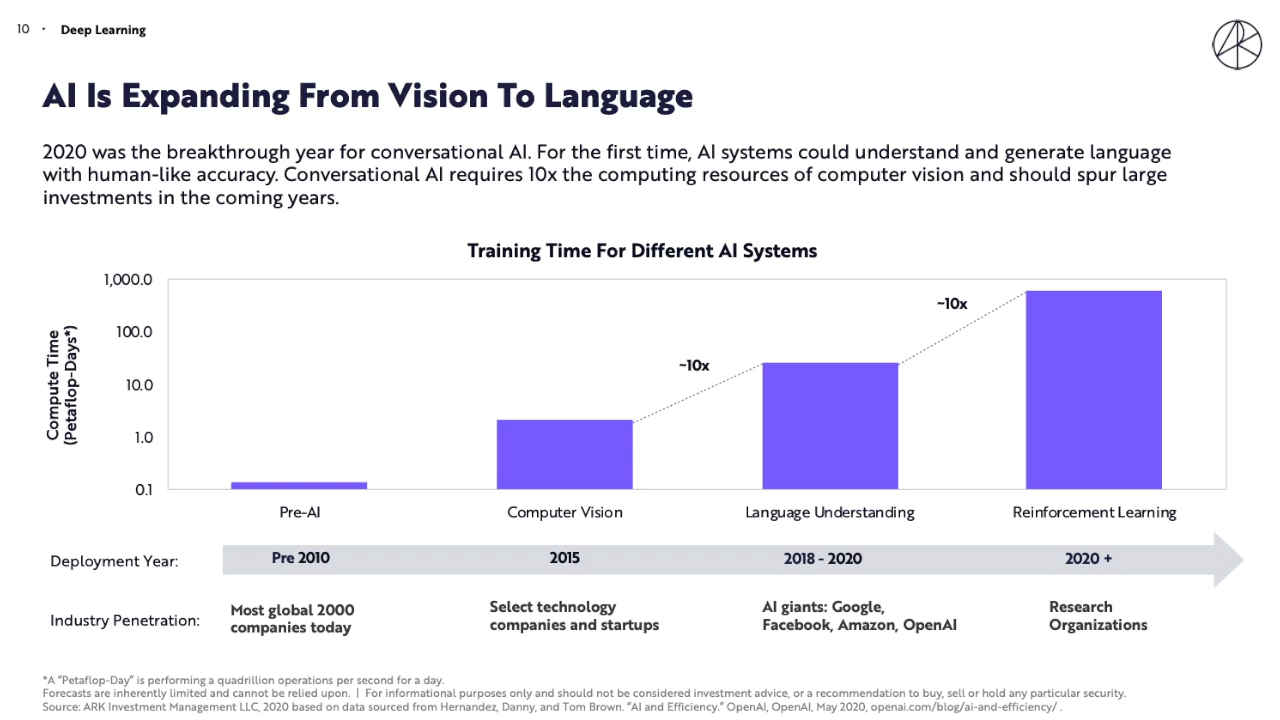 10 • Deep Learning
AI Is Expanding From Vision To Language
2020 was the breakthrough year for conversational AI. For the first time, AI systems could understand and generate language
with human-like accuracy. Conversational AI requires 10x the computing resources of computer vision and should spur large
investments in the coming years.
Training Time For Different AI Systems
Compute Time
(Petaflop-Days*)
1,000.0
100.0
10.0
1.0
0.1
~10x
~10x
Pre-AI
Computer Vision
Language Understanding
Reinforcement Learning
Deployment Year:
Pre 2010
2015
2018 - 2020
2020 +
Industry Penetration:
Most global 2000
companies today
Select technology
companies and startups
AI giants: Google,
Facebook, Amazon, OpenAI
Research
Organizations
*A "Petaflop-Day" is performing a quadrillion operations per second for a day.
Forecasts are inherently limited and cannot be relied upon. | For informational purposes only and should not be considered investment advice, or a recommendation to buy, sell or hold any particular security.
Source: ARK Investment Management LLC, 2020 based on data sourced from Hernandez, Danny, and Tom Brown. "AI and Efficiency." OpenAI, OpenAI, May 2020, openai.com/blog/ai-and-efficiency/ .